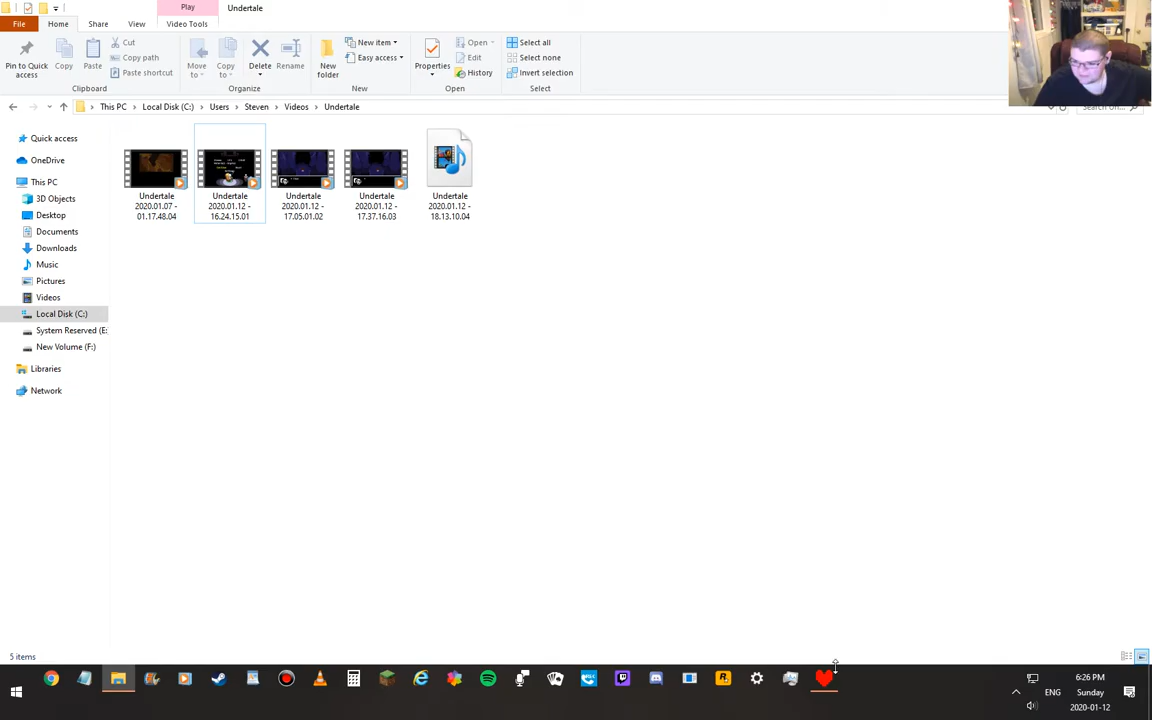 Play
Undertale
File
Home
Share
View
Video Tools
Pin to Quick
access
Copy
Paste
Cut
Copy path
Paste shortcut
Clipboard
Move
to
Copy
to
Delete
Rename
Organize
New
folder
New item
Easy access
New
Properties
Open
Edit
History
Open
Select all
Select none
Invert selection
Select
This PC
Local Disk (C:)
Users
Steven
Videos
Undertale
Quick access
OneDrive
This PC
3D Objects
Desktop
Documents
Downloads
Music
Pictures
Videos
Local Disk (C:)
System Reserved (E:
New Volume (F:)
Libraries
Network
Undertale
2020.01.07 -
01.17.48.04
Undertale
2020.01.12 -
16.24.15.01
Undertale
2020.01.12 -
17.05.01.02
Undertale
2020.01.12 -
17.37.16.03
Undertale
2020.01.12 -
18.13.10.04
5 items
ENG
6:26 PM
Sunday
2020-01-12